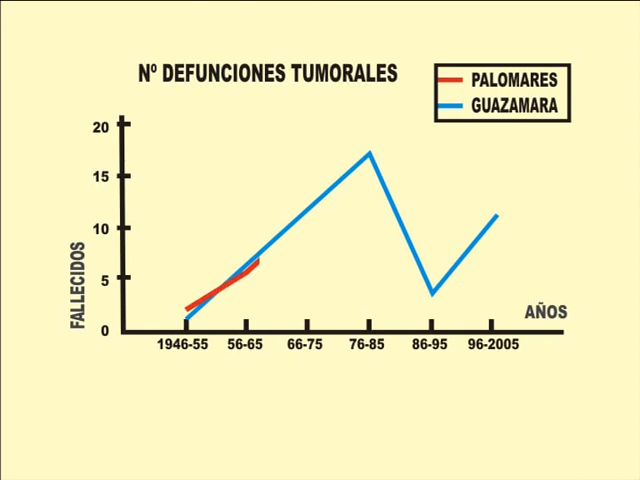 Nº DEFUNCIONES TUMORALES
PALOMARES
GUAZAMARA
20
15
10
5
0
FALLECIDOS
AÑOS
1946-55 56-65 66-75 76-85 86-95 96-2005